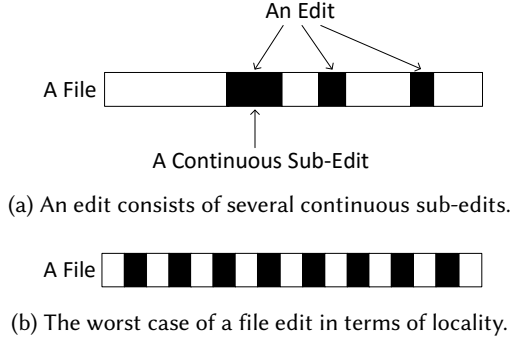 An Edit
A File
A Continuous Sub-Edit
(a) An edit consists of several continuous sub-edits.
A File
(b) The worst case of a file edit in terms of locality.